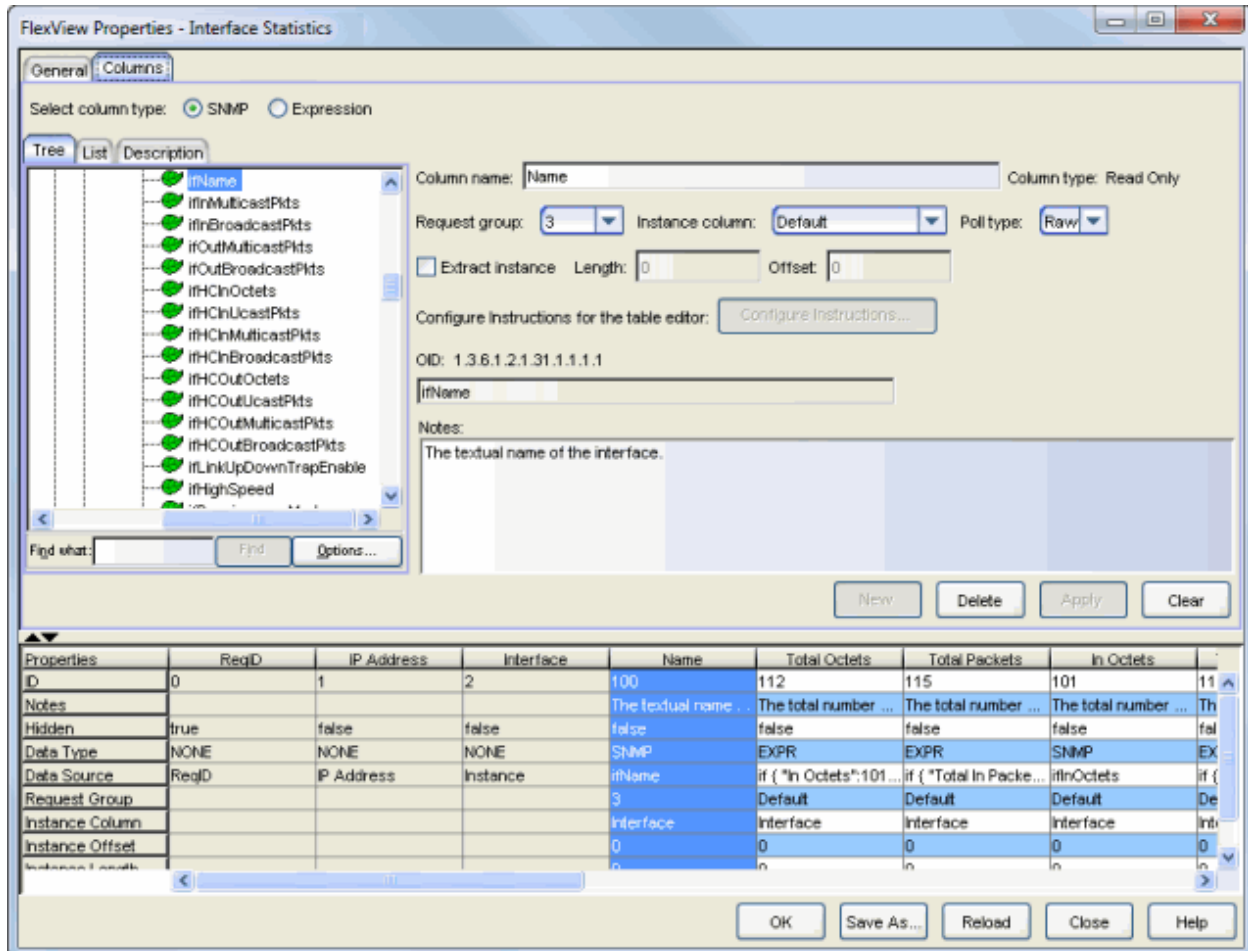 FlexView Properties - Interface Statistics
General Columns
Select column type: SNMP Expression
Tree List Description
ifName
ifInMulticastPkts
ifInBroadcastPkts
ifOutMulticastPkts
ifOutBroadcastPkts
ifHCInOctets
ifHCInUcastPkts
ifHCInMulticastPkts
ifHCInBroadcastPkts
ifHCOutOctets
ifHCOutUcastPkts
ifHCOutMulticastPkts
ifHCOutBroadcastPkts
ifLinkUpDownTrapEnable
ifHighSpeed
Find what: Find Options...
Column name: Name Column type: Read Only
Request group: 3 Instance column: Default Poll type: Raw
Extract instance Length: 0 Offset: 0
Configure Instructions for the table editor: Configure Instructions...
OID: 1.3.6.1.2.1.31.1.1.1.1
ifName
Notes:
The textual name of the interface.
New Delete Apply Clear
Properties ReqID IP Address Interface Name Total Octets Total Packets In Octets
ID 0 1 2 100 112 115 101 11
Notes The textual name ... The total number ... The total number ... The total number ... Th
Hidden true false false false false false false fal
Data Type NONE NONE NONE SNMP EXPR EXPR SNMP EX
Data Source ReqID IP Address Instance ifName if { "In Octets":101... if { "Total In Packe... ifInOctets if {
Request Group 3 Default Default Default De
Instance Column Interface Interface Interface Interface Int
Instance Offset 0 0 0 0 0
OK Save As... Reload Close Help